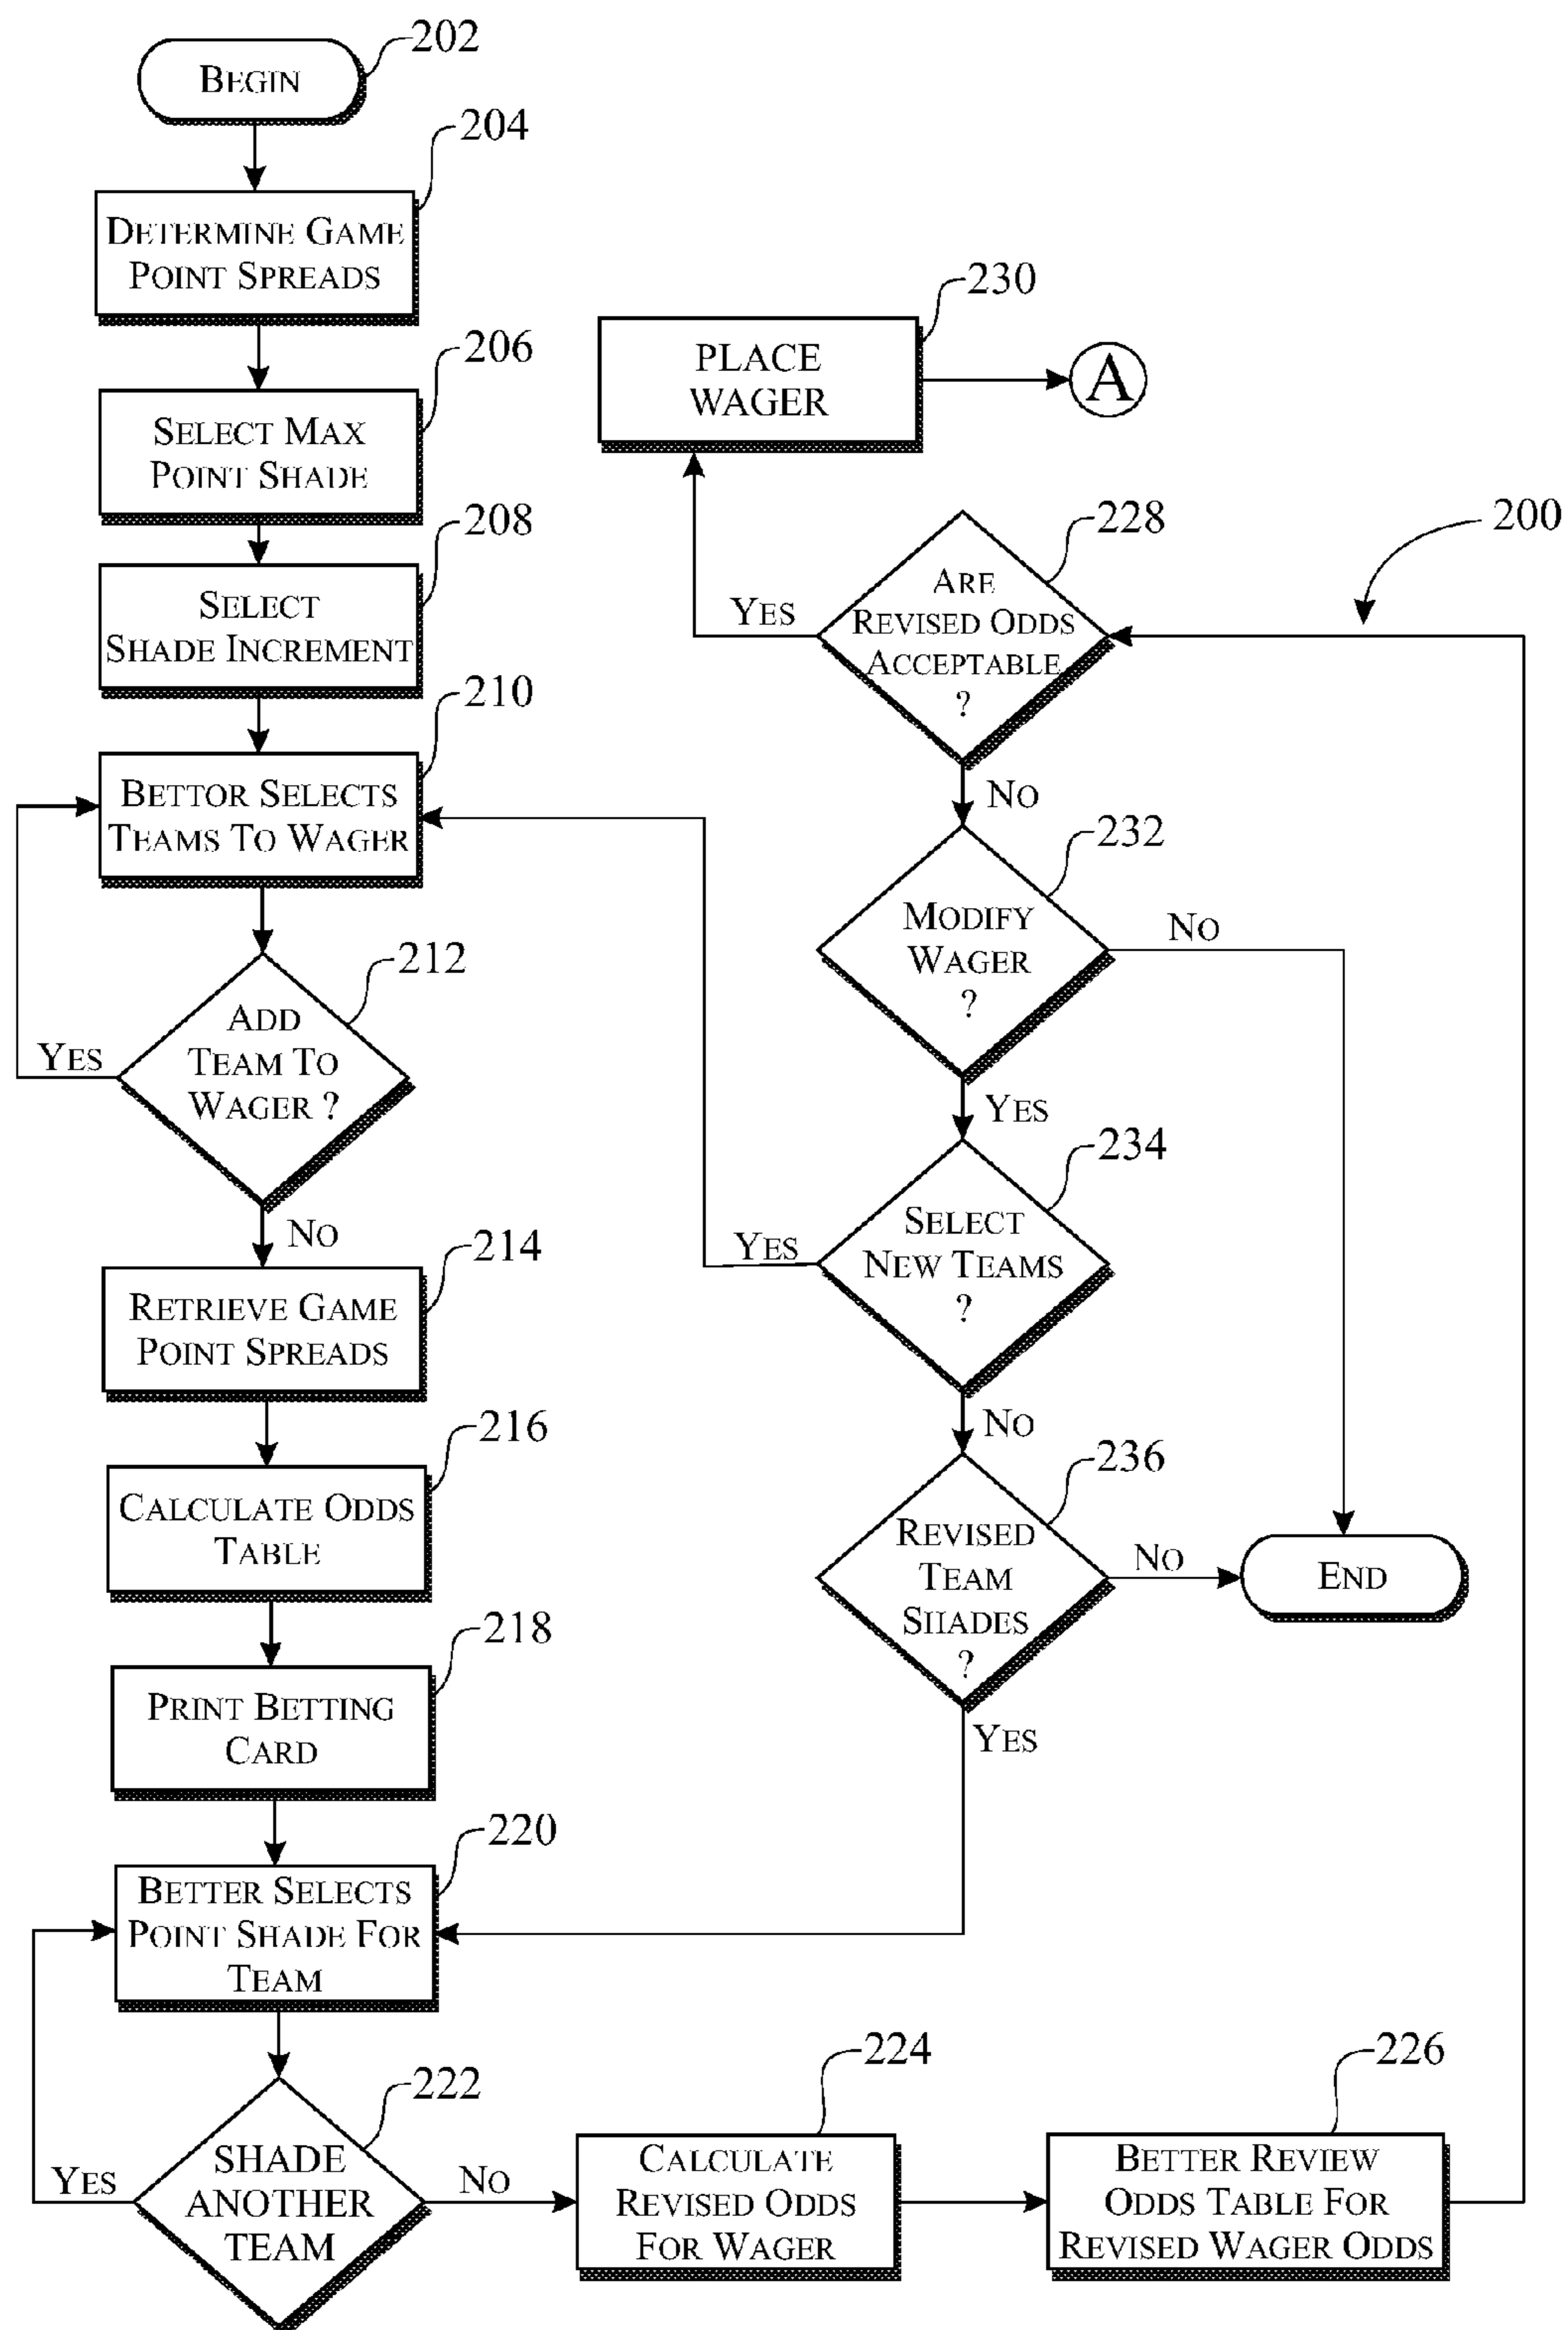 BEGIN
202
204
DETERMINE GAME
POINT SPREADS
206
SELECT MAX
POINT SHADE
208
SELECT
SHADE INCREMENT
210
BETTOR SELECTS
TEAMS TO WAGER
212
ADD
TEAM TO
WAGER ?
YES
NO
214
RETRIEVE GAME
POINT SPREADS
216
CALCULATE ODDS
TABLE
218
PRINT BETTING
CARD
220
BETTER SELECTS
POINT SHADE FOR
TEAM
222
SHADE
ANOTHER
TEAM
YES
NO
224
CALCULATE
REVISED ODDS
FOR WAGER
226
BETTER REVIEW
ODDS TABLE FOR
REVISED WAGER ODDS
200
228
ARE
REVISED ODDS
ACCEPTABLE
?
YES
NO
230
PLACE
WAGER
A
232
MODIFY
WAGER
?
NO
YES
234
SELECT
NEW TEAMS
?
YES
NO
236
REVISED
TEAM
SHADES
?
NO
YES
END